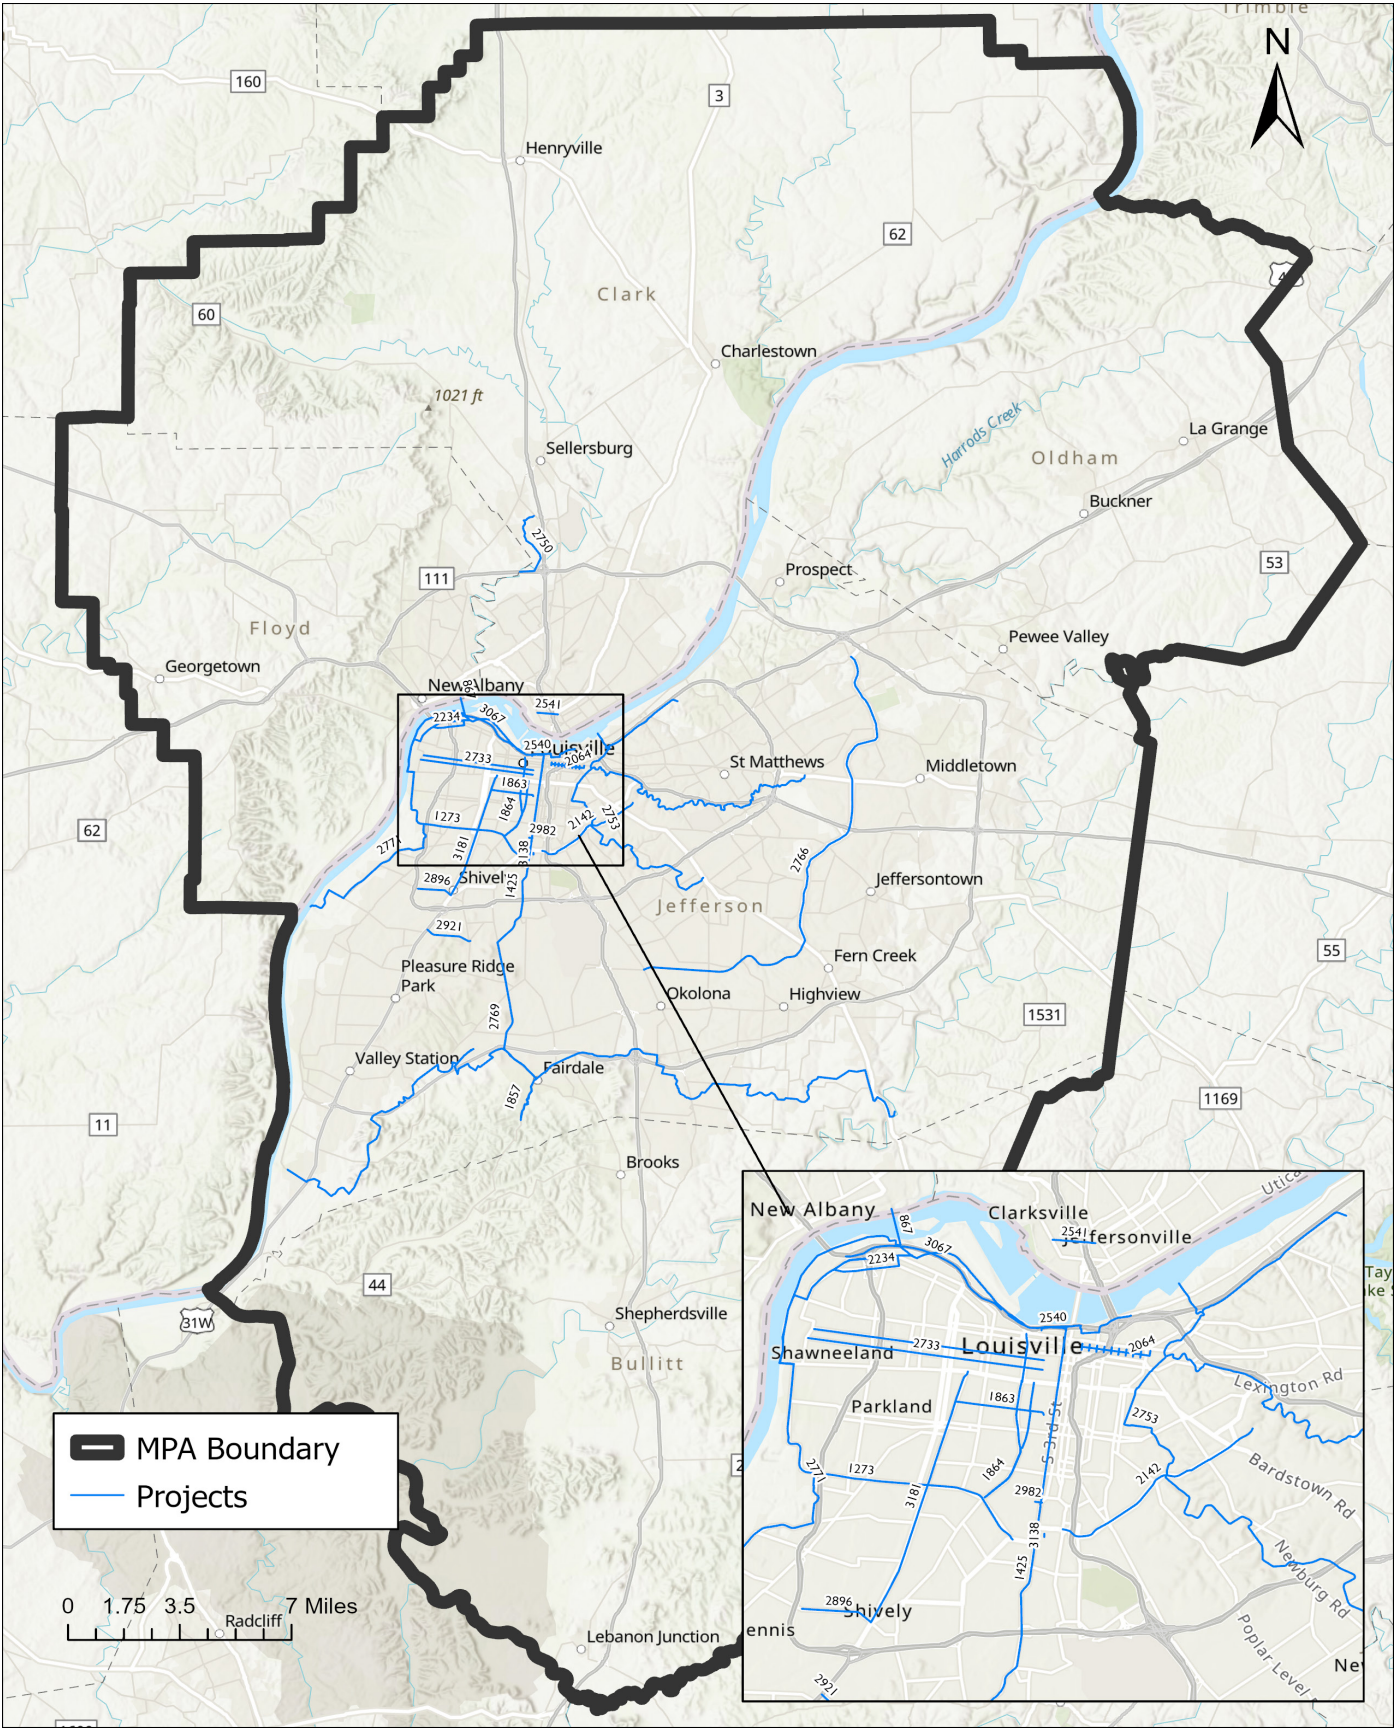 Trimble
N
160
3
Henryville
62
Clark
60
Charlestown
1021 ft
Harrods Creek
La Grange
Sellersburg
Oldham
Buckner
2750
53
111
Prospect
Floyd
Pewee Valley
Georgetown
New Albany
867
2541
2234
3067
2540
Louisville
2733
2064
St Matthews
Middletown
1863
1864
1273
2142
2753
62
2982
2771
3181
3138
2766
2896
Shively
1425
Jeffersontown
Jefferson
2921
55
Fern Creek
Pleasure Ridge
Park
Okolona
Highview
2769
1531
Valley Station
Fairdale
1857
1169
11
Brooks
44
31W
Shepherdsville
Bullitt
Utica
New Albany
867
Clarksville
2541
Jeffersonville
3067
2234
2540
Louisville
2733
2064
Shawneeland
Lexington Rd
1863
Parkland
S 3rd St
2753
2771
1273
1864
2142
Bardstown Rd
3181
2982
3138
1425
Newburg Rd
2896
Shively
ennis
Poplar Level
2921
MPA Boundary
Projects
0 1.75 3.5 7 Miles
Radcliff
Lebanon Junction